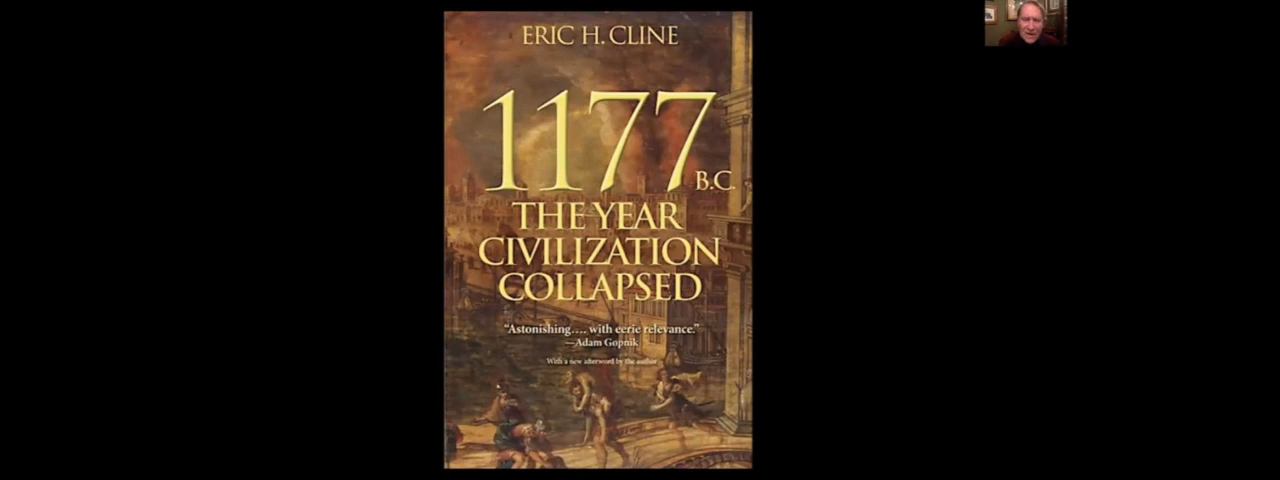 ERIC H. CLINE
1177 B.C.
THE YEAR
CIVILIZATION
COLLAPSED
“Astonishing.... with eerie relevance.”
—Adam Gopnik
With a new afterword by the author